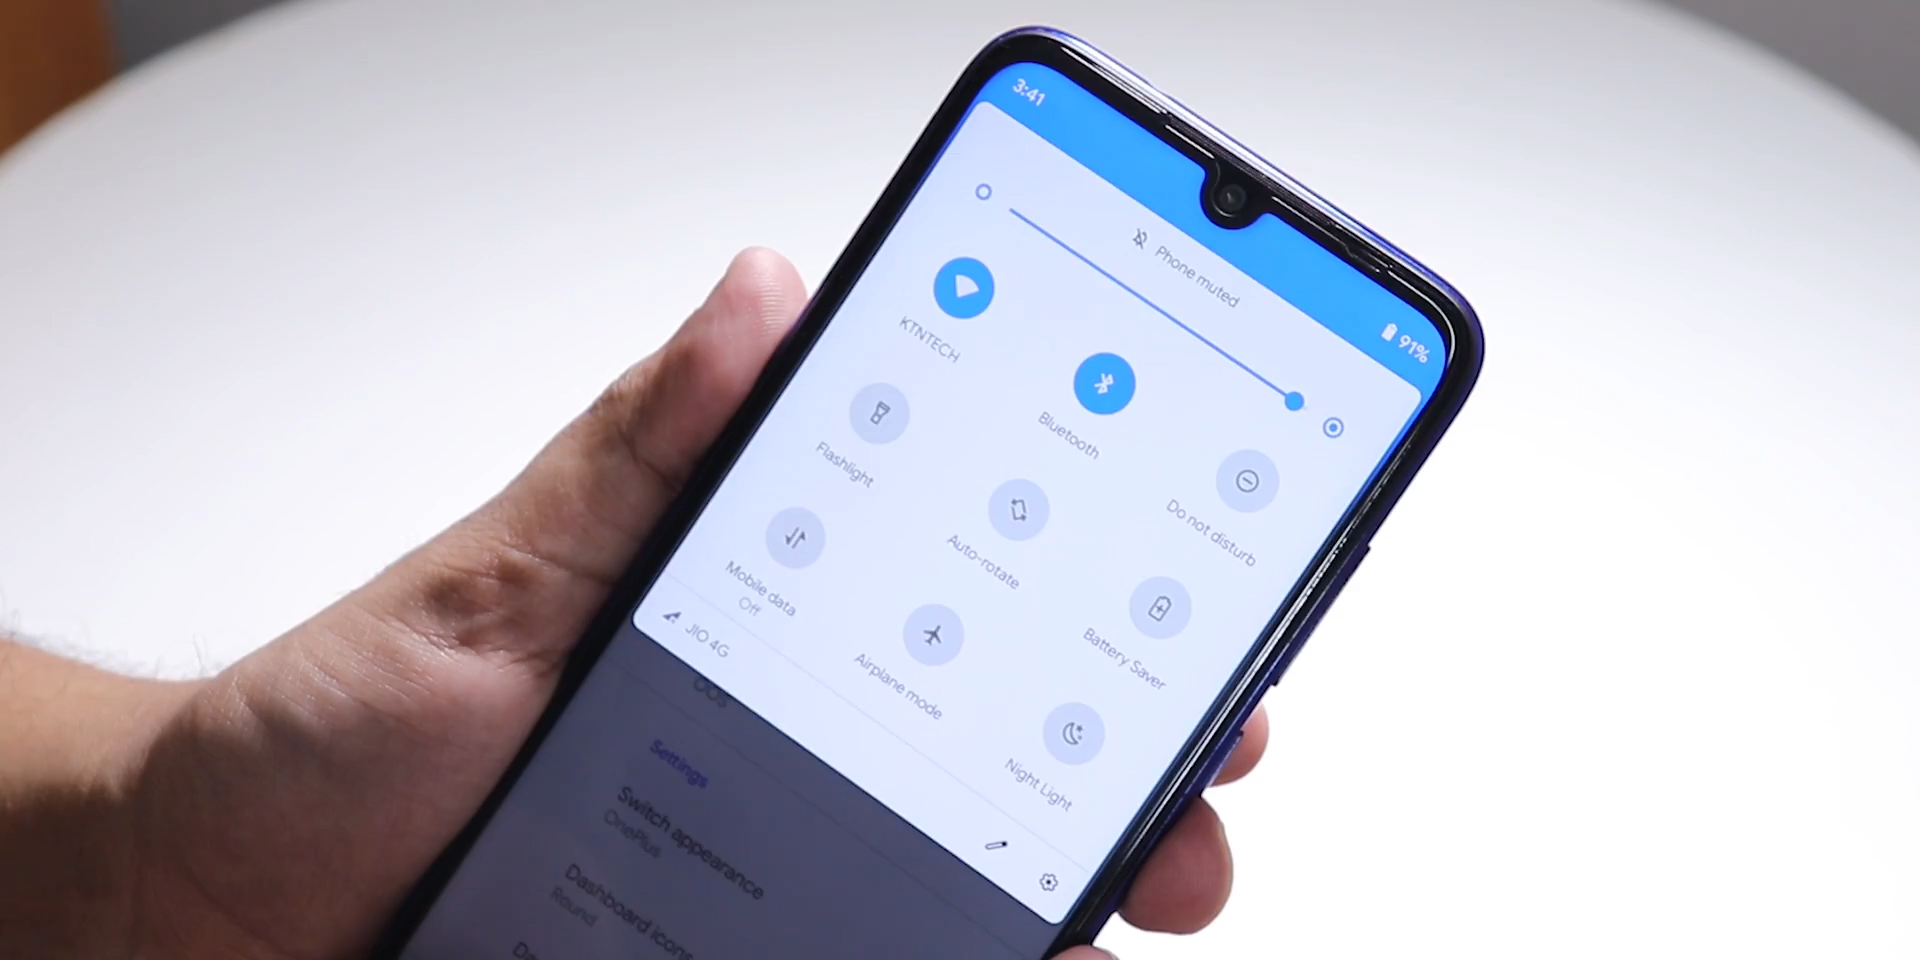 3:41
91%
Phone muted
KTNTECH
Bluetooth
Do not disturb
Flashlight
Auto-rotate
Battery Saver
Mobile data
Off
Airplane mode
Night Light
JIO 4G
Settings
Switch appearance
OnePlus
Dashboard icons
Round